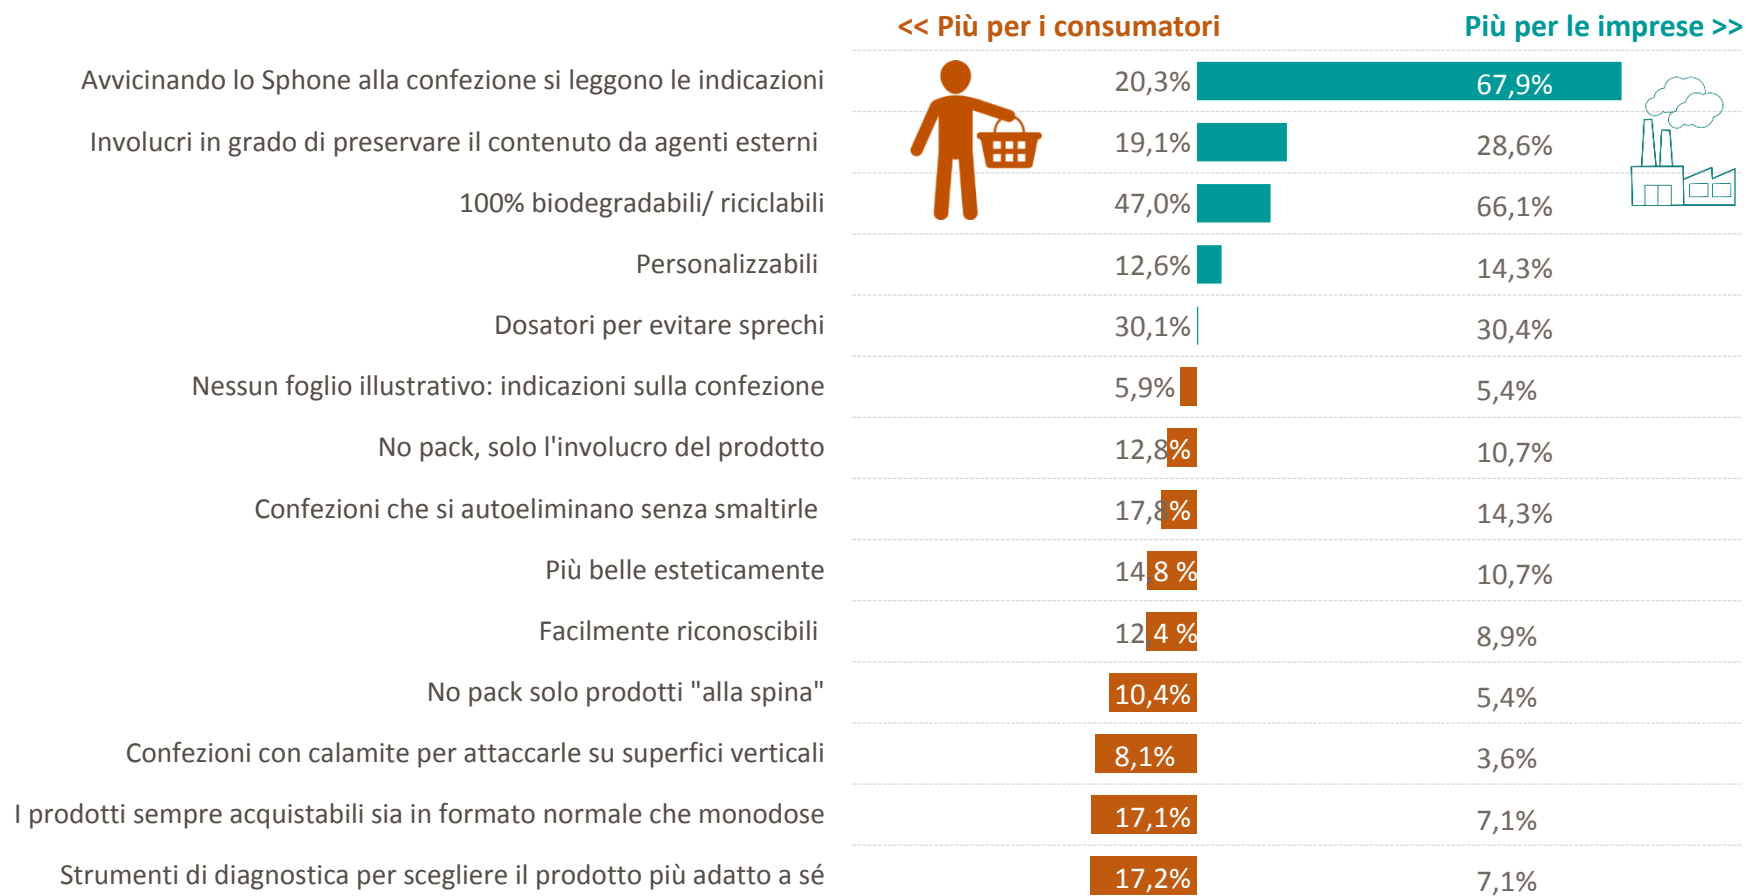 << Più per i consumatori Più per le imprese >>
Avvicinando lo Sphone alla confezione si leggono le indicazioni 20,3% 67,9%
Involucri in grado di preservare il contenuto da agenti esterni 19,1% 28,6%
100% biodegradabili/ riciclabili 47,0% 66,1%
Personalizzabili 12,6% 14,3%
Dosatori per evitare sprechi 30,1% 30,4%
Nessun foglio illustrativo: indicazioni sulla confezione 5,9% 5,4%
No pack, solo l'involucro del prodotto 12,8% 10,7%
Confezioni che si autoeliminano senza smaltirle 17,8% 14,3%
Più belle esteticamente 14,8 % 10,7%
Facilmente riconoscibili 12,4 % 8,9%
No pack solo prodotti "alla spina" 10,4% 5,4%
Confezioni con calamite per attaccarle su superfici verticali 8,1% 3,6%
I prodotti sempre acquistabili sia in formato normale che monodose 17,1% 7,1%
Strumenti di diagnostica per scegliere il prodotto più adatto a sé 17,2% 7,1%